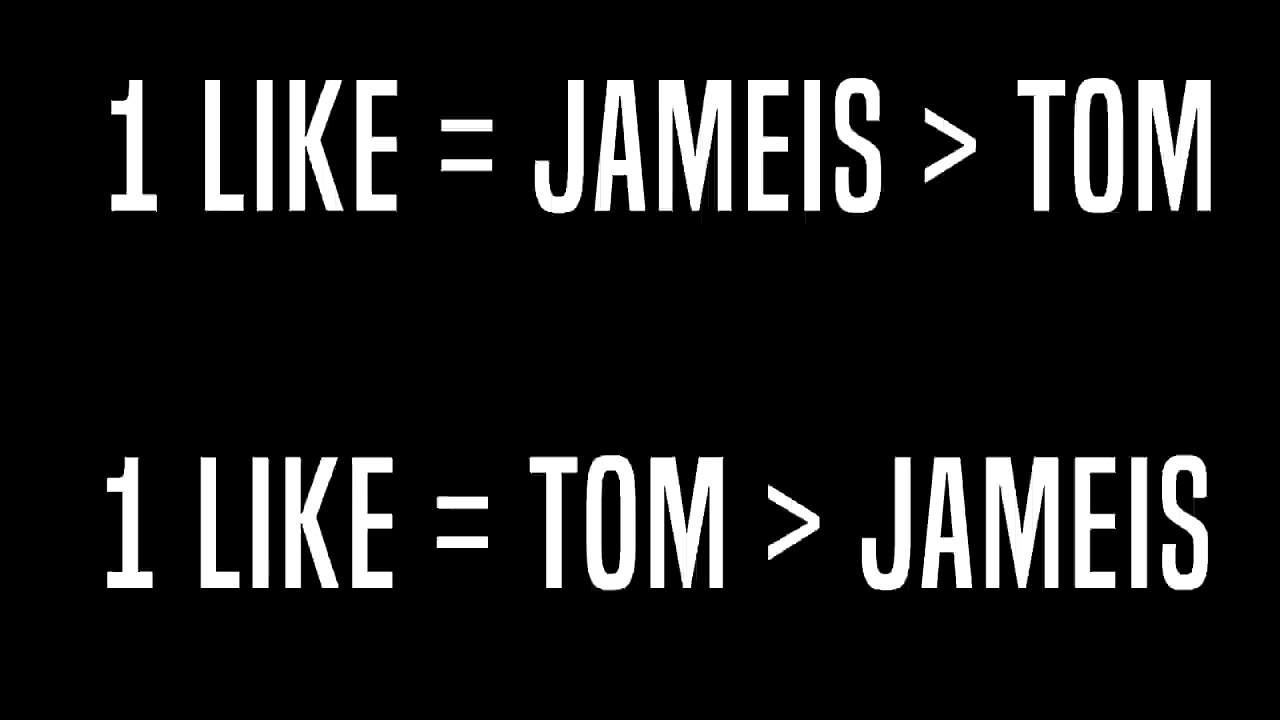 1 LIKE = JAMEIS > TOM
1 LIKE = TOM > JAMEIS